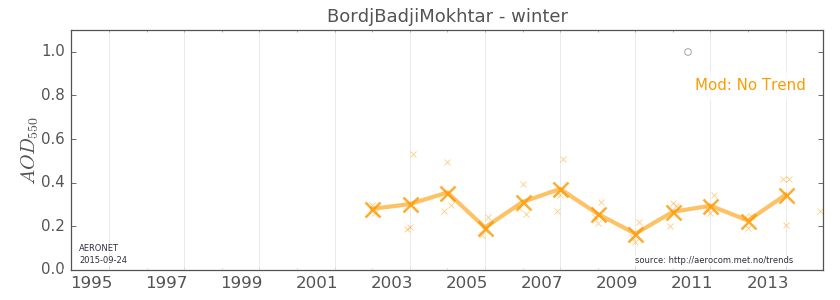 BordjBadjiMokhtar - winter
Mod: No Trend
AOD550
1.0
0.8
0.6
0.4
0.2
0.0
AERONET
2015-09-24
source: http://aerocom.met.no/trends
1995 1997 1999 2001 2003 2005 2007 2009 2011 2013